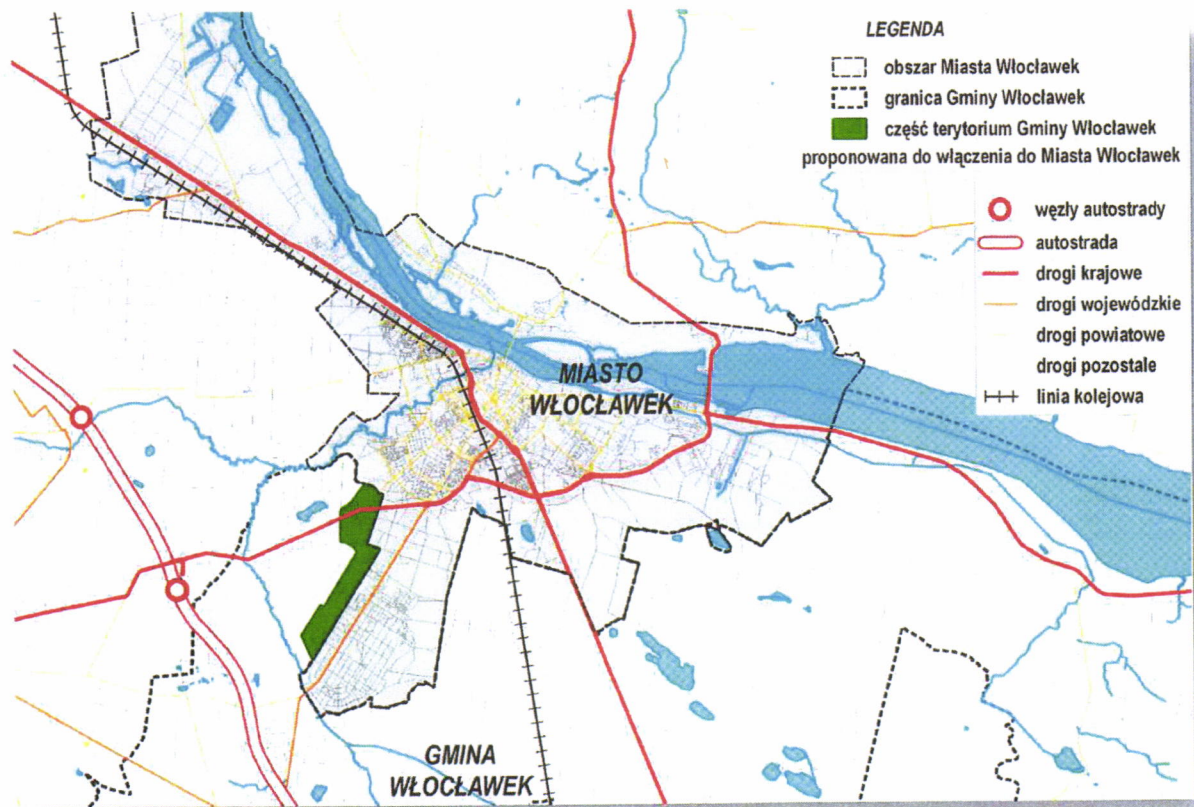 LEGENDA
obszar Miasta Włocławek
granica Gminy Włocławek
część terytorium Gminy Włocławek
proponowana do włączenia do Miasta Włocławek
węzły autostrady
autostrada
drogi krajowe
drogi wojewódzkie
drogi powiatowe
drogi pozostałe
linia kolejowa
MIASTO
WŁOCŁAWEK
GMINA
WŁOCŁAWEK